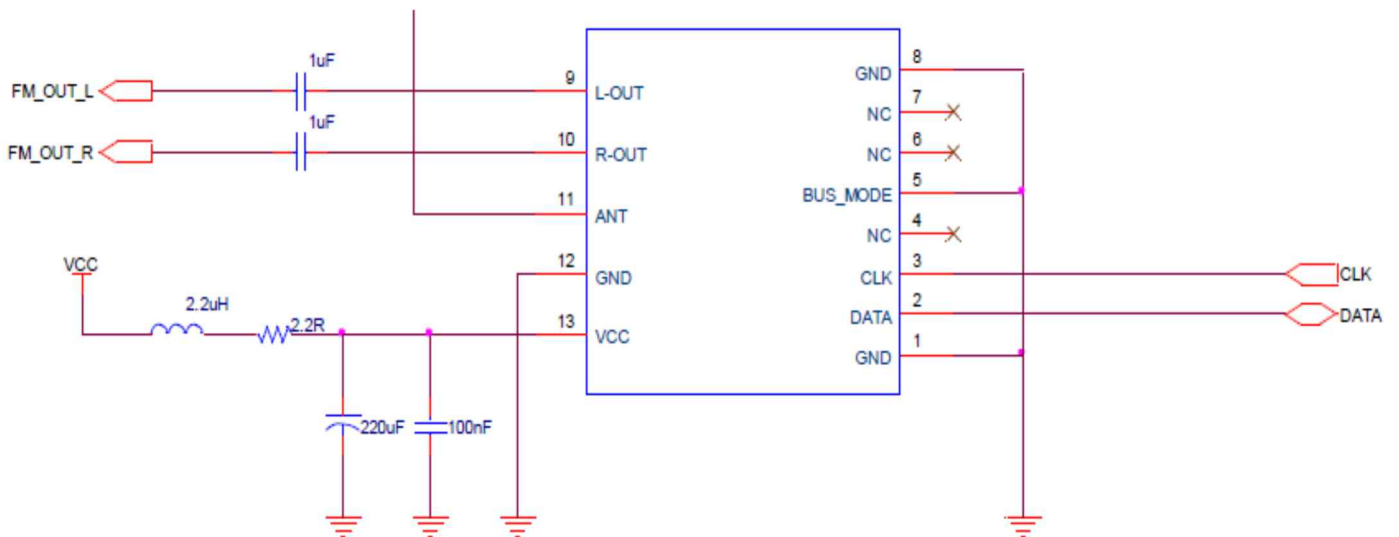 1uF
FM_OUT_L
9
L-OUT
1uF
FM_OUT_R
10
R-OUT
11
ANT
12
GND
VCC
2.2uH
2.2R
13
VCC
220uF
100nF
8
GND
7
NC
6
NC
5
BUS_MODE
4
NC
3
CLK
CLK
2
DATA
DATA
1
GND